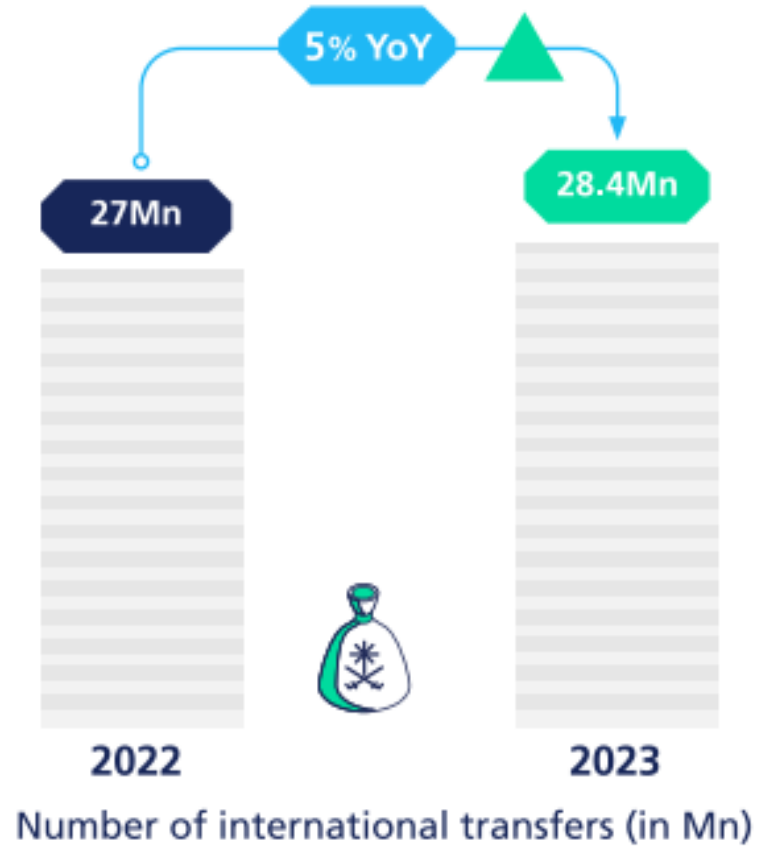 5% YoY
27Mn
28.4Mn
2022
2023
Number of international transfers (in Mn)